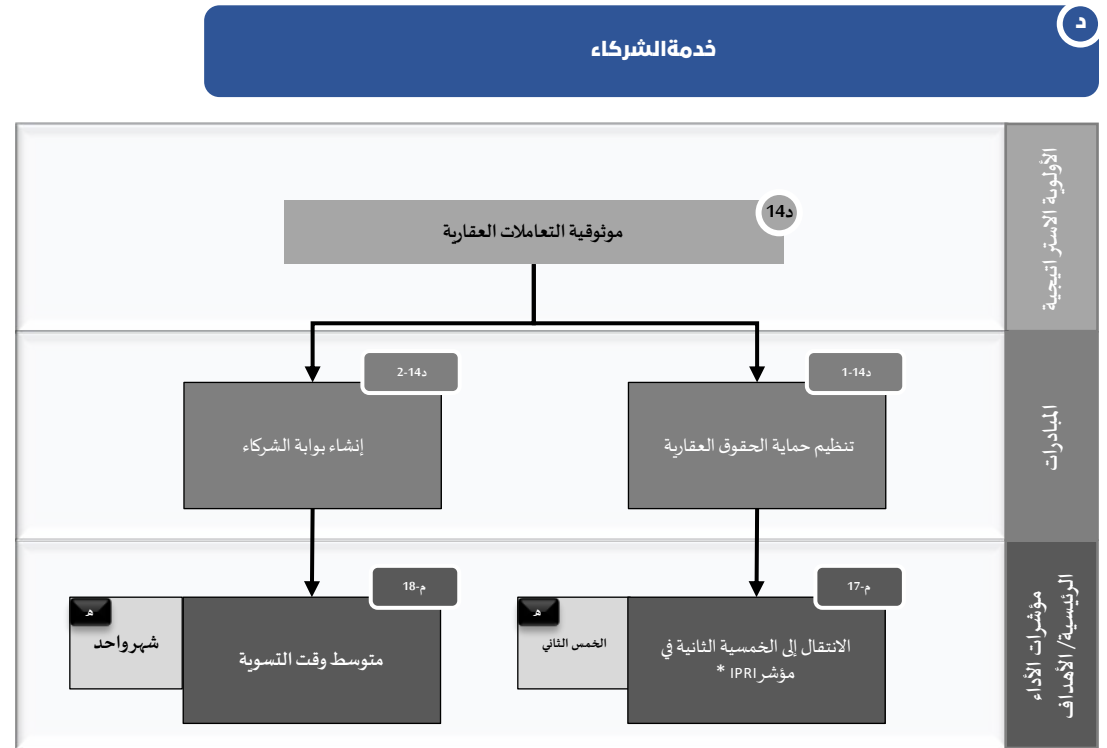 د
خدمةالشركاء
الأولوية الاستراتيجية
د14
موثوقية التعاملات العقارية
المبادرات
د14-1
تنظيم حماية الحقوق العقارية
د14-2
إنشاء بوابة الشركاء
مؤشرات الأداء
الرئيسية/ الأهداف
م-17
الانتقال إلى الخمسية الثانية في
مؤشر IPRI *
هـ
الخمس الثاني
م-18
متوسط وقت التسوية
هـ
شهرواحد